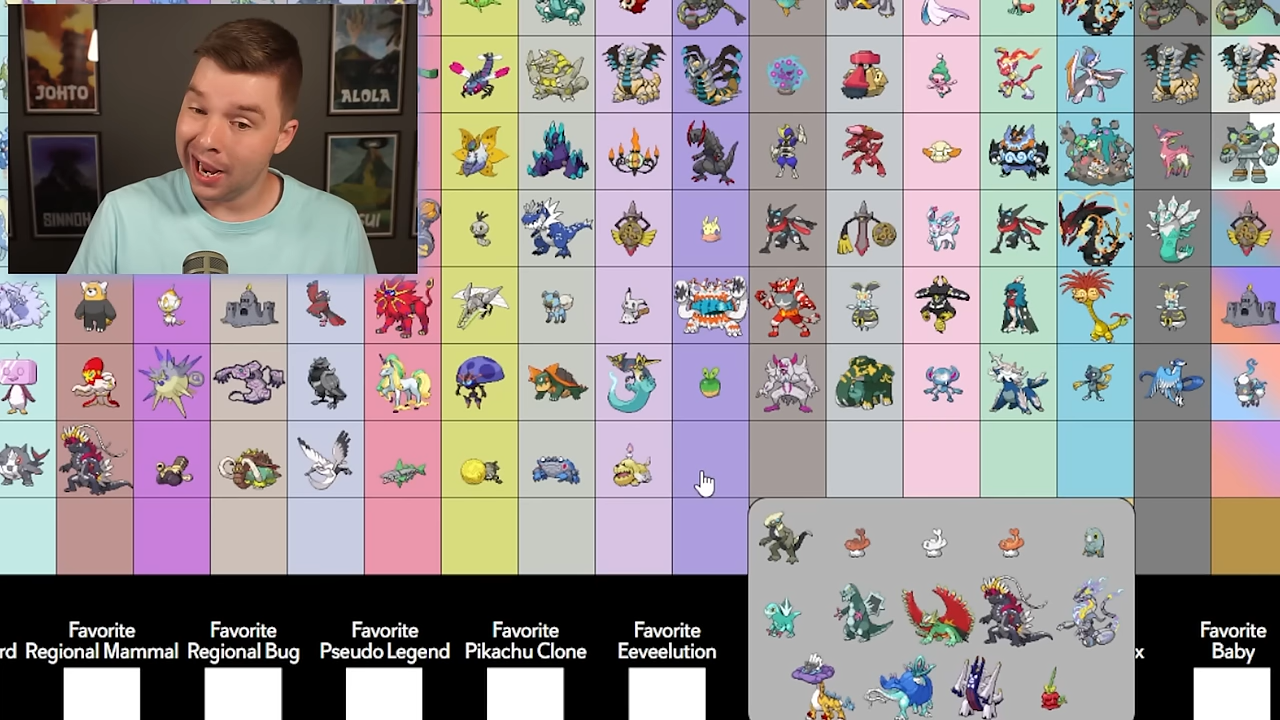 JOHTO
ALOLA
SINNOH
rd
Favorite
Regional Mammal
Favorite
Regional Bug
Favorite
Pseudo Legend
Favorite
Pikachu Clone
Favorite
Eeveelution
x
Favorite
Baby